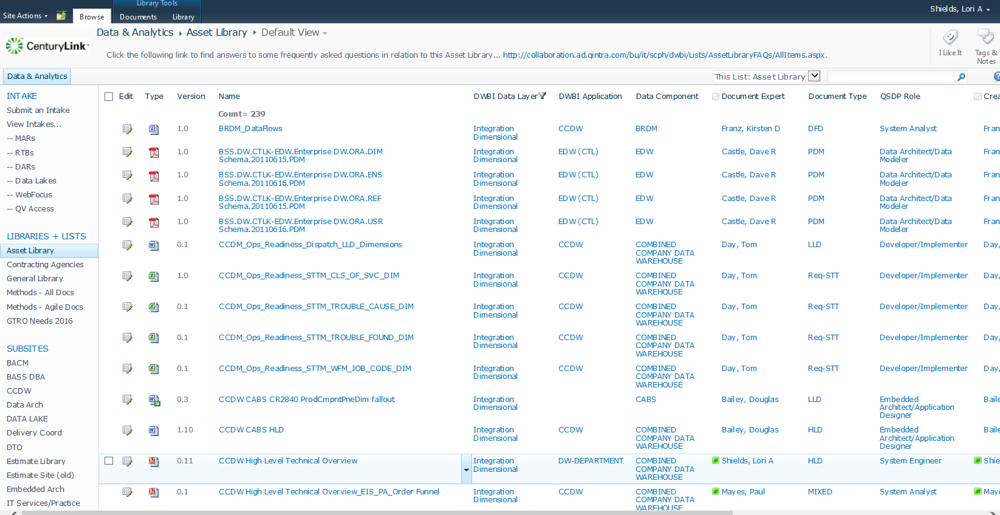 Library Tools
Shields, Lori A
Site Actions
Browse
Documents
Library
Data & Analytics
Asset Library
Default View
CenturyLink™
Click the following link to find answers to some frequently asked questions in relation to this Asset Library... http://collaboration.ad.qintra.com/bu/it/scph/dwbi/Lists/AssetLibraryFAQs/AllItems.aspx.
I Like It
Tags &
Notes
Data & Analytics
This List: Asset Library
INTAKE
Submit an Intake
View Intakes...
-- MARs
-- RTBs
-- DARs
-- Data Lakes
-- WebFocus
-- QV Access
LIBRARIES + LISTS
Asset Library
Contracting Agencies
General Library
Methods - All Docs
Methods - Agile Docs
GTRO Needs 2016
SUBSITES
BACM
BASS DBA
CCDW
Data Arch
DATA LAKE
Delivery Coord
DTO
Estimate Library
Estimate Site (old)
Embedded Arch
IT Services/Practice
Edit Type Version Name DWBI Data Layer DWBI Application Data Component Document Expert Document Type QSDP Role Crea
Count= 239
1.0 BRDM_DataFlows Integration CCDW BRDM Franz, Kirsten D DFD System Analyst Fran
Dimensional
1.0 BSS.DW.CTLK-EDW.Enterprise DW.ORA.DIM Integration EDW (CTL) EDW Castle, Dave R PDM Data Architect/Data Fran
Schema.20110615.PDM Dimensional Modeler
1.0 BSS.DW.CTLK-EDW.Enterprise DW.ORA.ENS Integration EDW (CTL) EDW Castle, Dave R PDM Data Architect/Data Fran
Schema.20110616.PDM Dimensional Modeler
1.0 BSS.DW.CTLK-EDW.Enterprise DW.ORA.REF Integration EDW (CTL) EDW Castle, Dave R PDM Data Architect/Data Fran
Schema.20110615.PDM Dimensional Modeler
1.0 BSS.DW.CTLK-EDW.Enterprise DW.ORA.USR Integration EDW (CTL) EDW Castle, Dave R PDM Data Architect/Data Fran
Schema.20110616.PDM Dimensional Modeler
0.1 CCDM_Ops_Readiness_Dispatch_LLD_Dimensions Integration CCDW COMBINED Day, Tom LLD Developer/Implementer Day,
Dimensional COMPANY DATA
WAREHOUSE
1.0 CCDM_Ops_Readiness_STTM_CLS_OF_SVC_DIM Integration CCDW COMBINED Day, Tom Req-STT Developer/Implementer Day,
Dimensional COMPANY DATA
WAREHOUSE
0.1 CCDM_Ops_Readiness_STTM_TROUBLE_CAUSE_DIM Integration CCDW COMBINED Day, Tom Req-STT Developer/Implementer Day,
Dimensional COMPANY DATA
WAREHOUSE
0.1 CCDM_Ops_Readiness_STTM_TROUBLE_FOUND_DIM Integration CCDW COMBINED Day, Tom Req-STT Developer/Implementer Day,
Dimensional COMPANY DATA
WAREHOUSE
0.1 CCDM_Ops_Readiness_STTM_WFM_JOB_CODE_DIM Integration CCDW COMBINED Day, Tom Req-STT Developer/Implementer Day,
Dimensional COMPANY DATA
WAREHOUSE
0.3 CCDW CABS CR2840 ProdCmpntPneDim fallout Integration CABS Bailey, Douglas LLD Embedded Baile
Dimensional Architect/Application
Designer
1.10 CCDW CABS HLD Integration CCDW COMBINED Bailey, Douglas HLD Embedded Baile
Dimensional COMPANY DATA Architect/Application
WAREHOUSE Designer
0.11 CCDW High Level Technical Overview Integration DW-DEPARTMENT COMBINED Shields, Lori A HLD System Engineer Shie
Dimensional COMPANY DATA
WAREHOUSE
0.1 CCDW High Level Technical Overview_EIS_PA_Order Funnel Integration CCDW COMBINED Mayes, Paul MIXED System Analyst Maye
Dimensional COMPANY DATA
WAREHOUSE